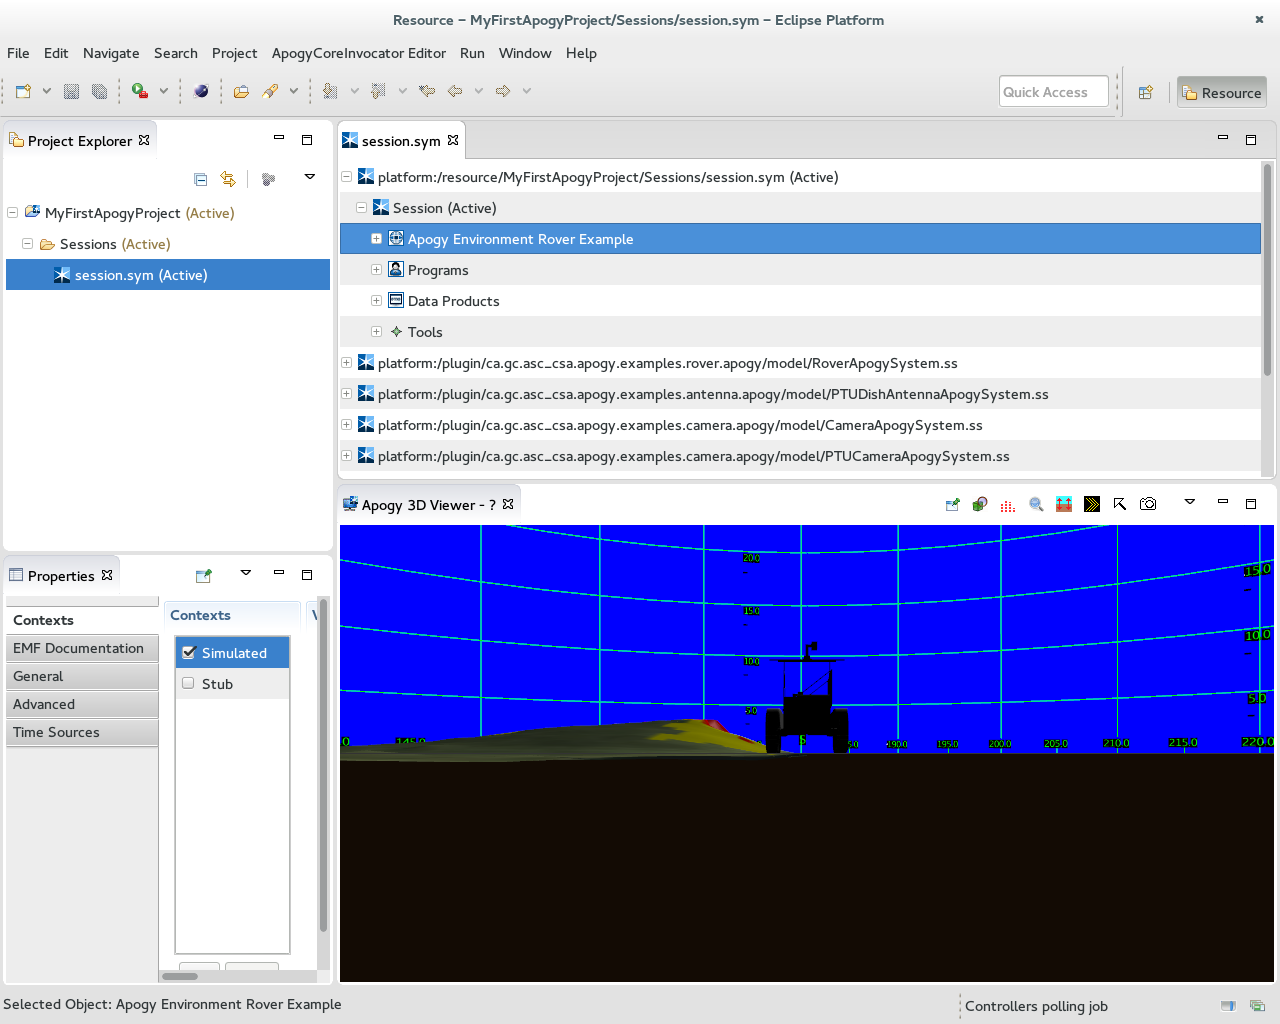 Resource – MyFirstApogyProject/Sessions/session.sym – Eclipse Platform
File Edit Navigate Search Project ApogyCoreInvocator Editor Run Window Help
Quick Access
Resource
Project Explorer
MyFirstApogyProject (Active)
Sessions (Active)
session.sym (Active)
session.sym
platform:/resource/MyFirstApogyProject/Sessions/session.sym (Active)
Session (Active)
Apogy Environment Rover Example
Programs
Data Products
Tools
platform:/plugin/ca.gc.asc_csa.apogy.examples.rover.apogy/model/RoverApogySystem.ss
platform:/plugin/ca.gc.asc_csa.apogy.examples.antenna.apogy/model/PTUDishAntennaApogySystem.ss
platform:/plugin/ca.gc.asc_csa.apogy.examples.camera.apogy/model/CameraApogySystem.ss
platform:/plugin/ca.gc.asc_csa.apogy.examples.camera.apogy/model/PTUCameraApogySystem.ss
Properties
Contexts
EMF Documentation
General
Advanced
Time Sources
Contexts
Simulated
Stub
Apogy 3D Viewer - ?
20.0
15.0
15.0
10.0
10.0
5.0
5.0
145.0 S 190.0 195.0 200.0 205.0 210.0 215.0 220.0
Selected Object: Apogy Environment Rover Example
Controllers polling job